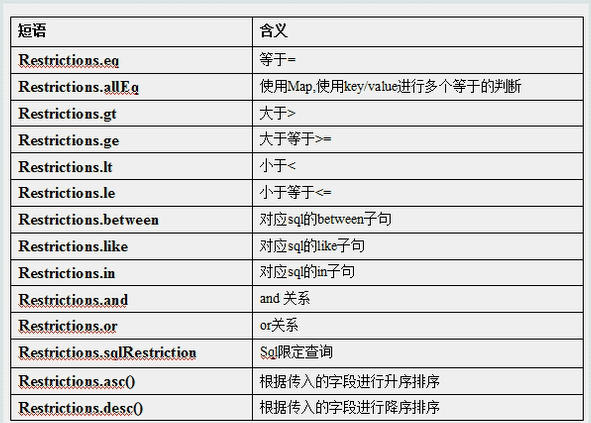 短语 含义
Restrictions.eq 等于=
Restrictions.allEq 使用Map,使用key/value进行多个等于的判断
Restrictions.gt 大于>
Restrictions.ge 大于等于>=
Restrictions.lt 小于<
Restrictions.le 小于等于<=
Restrictions.between 对应sql的between子句
Restrictions.like 对应sql的like子句
Restrictions.in 对应sql的in子句
Restrictions.and and 关系
Restrictions.or or关系
Restrictions.sqlRestriction Sql限定查询
Restrictions.asc() 根据传入的字段进行升序排序
Restrictions.desc() 根据传入的字段进行降序排序